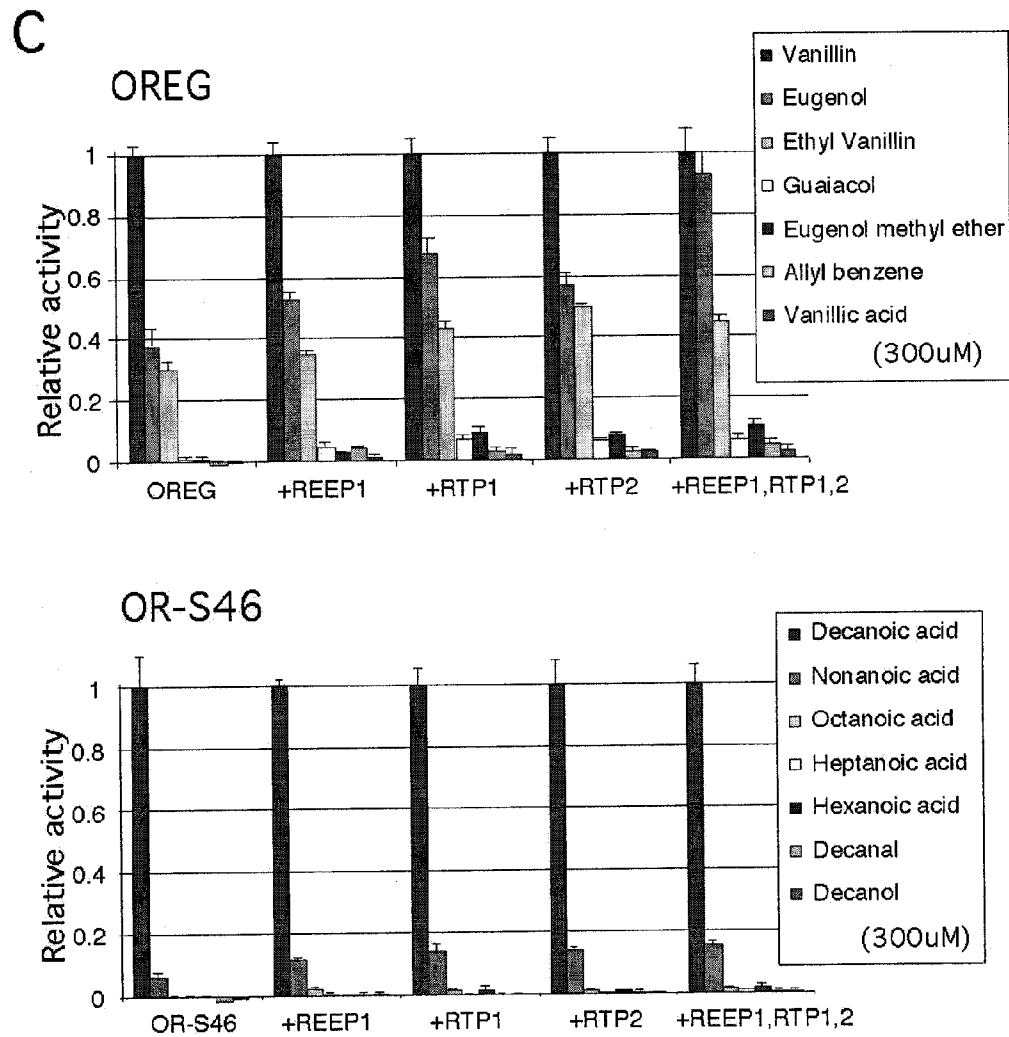 C
OREG
Relative activity
1
0.8
0.6
0.4
0.2
0
OREG
+REEP1
+RTP1
+RTP2
+REEP1,RTP1,2
Vanillin
Eugenol
Ethyl Vanillin
Guaiacol
Eugenol methyl ether
Allyl benzene
Vanillic acid
(300uM)
OR-S46
Relative activity
1
0.8
0.6
0.4
0.2
0
OR-S46
+REEP1
+RTP1
+RTP2
+REEP1,RTP1,2
Decanoic acid
Nonanoic acid
Octanoic acid
Heptanoic acid
Hexanoic acid
Decanal
Decanol
(300uM)